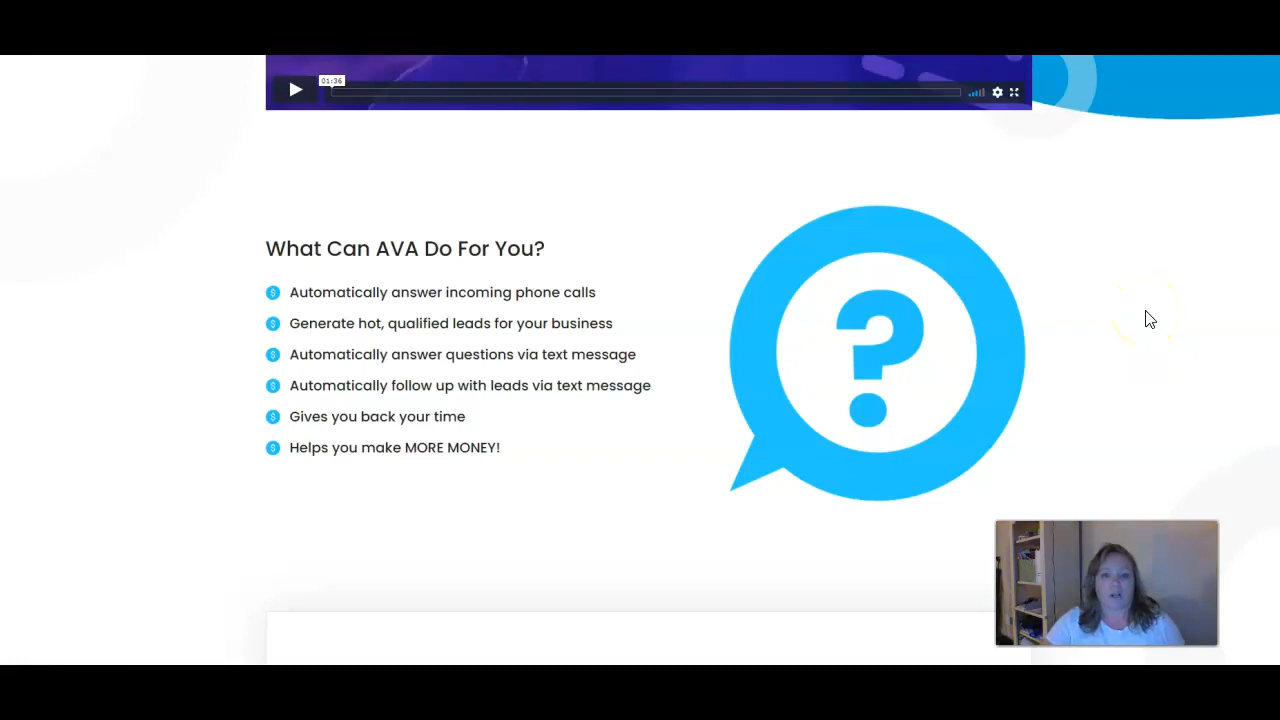 01:36
What Can AVA Do For You?
Automatically answer incoming phone calls
Generate hot, qualified leads for your business
Automatically answer questions via text message
Automatically follow up with leads via text message
Gives you back your time
Helps you make MORE MONEY!